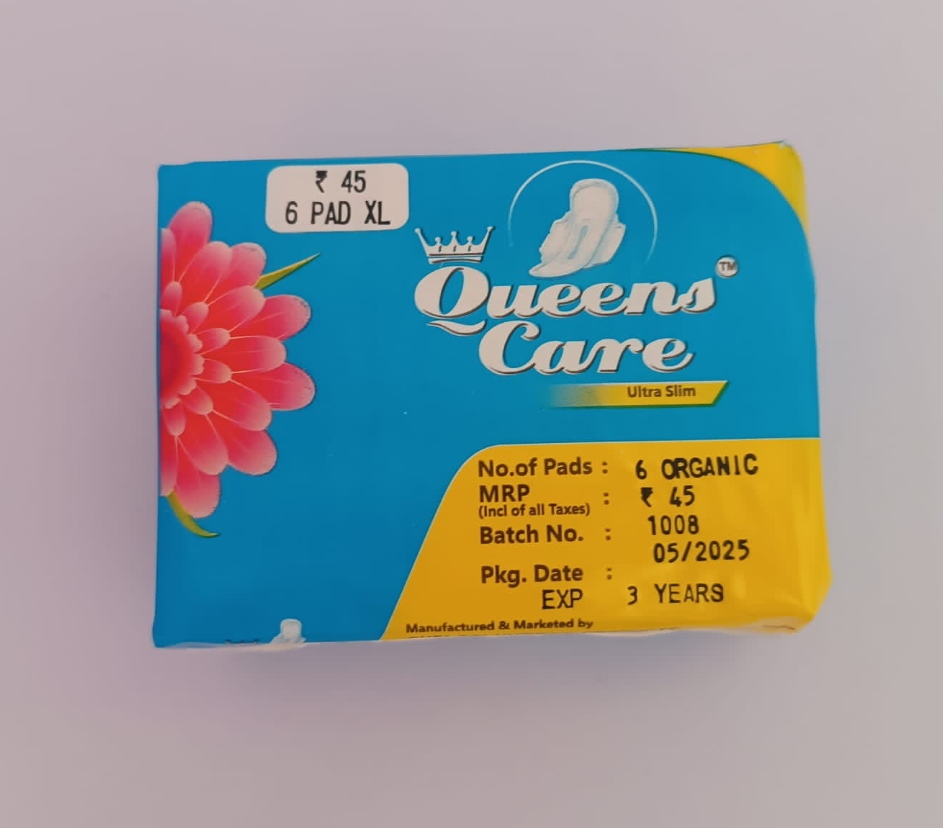 ₹ 45
6 PAD XL
Queens
Care
TM
Ultra Slim
No.of Pads : 6 ORGANIC
MRP : ₹ 45
(Incl of all Taxes)
Batch No. : 1008
05/2025
Pkg. Date :
EXP 3 YEARS
Manufactured & Marketed by